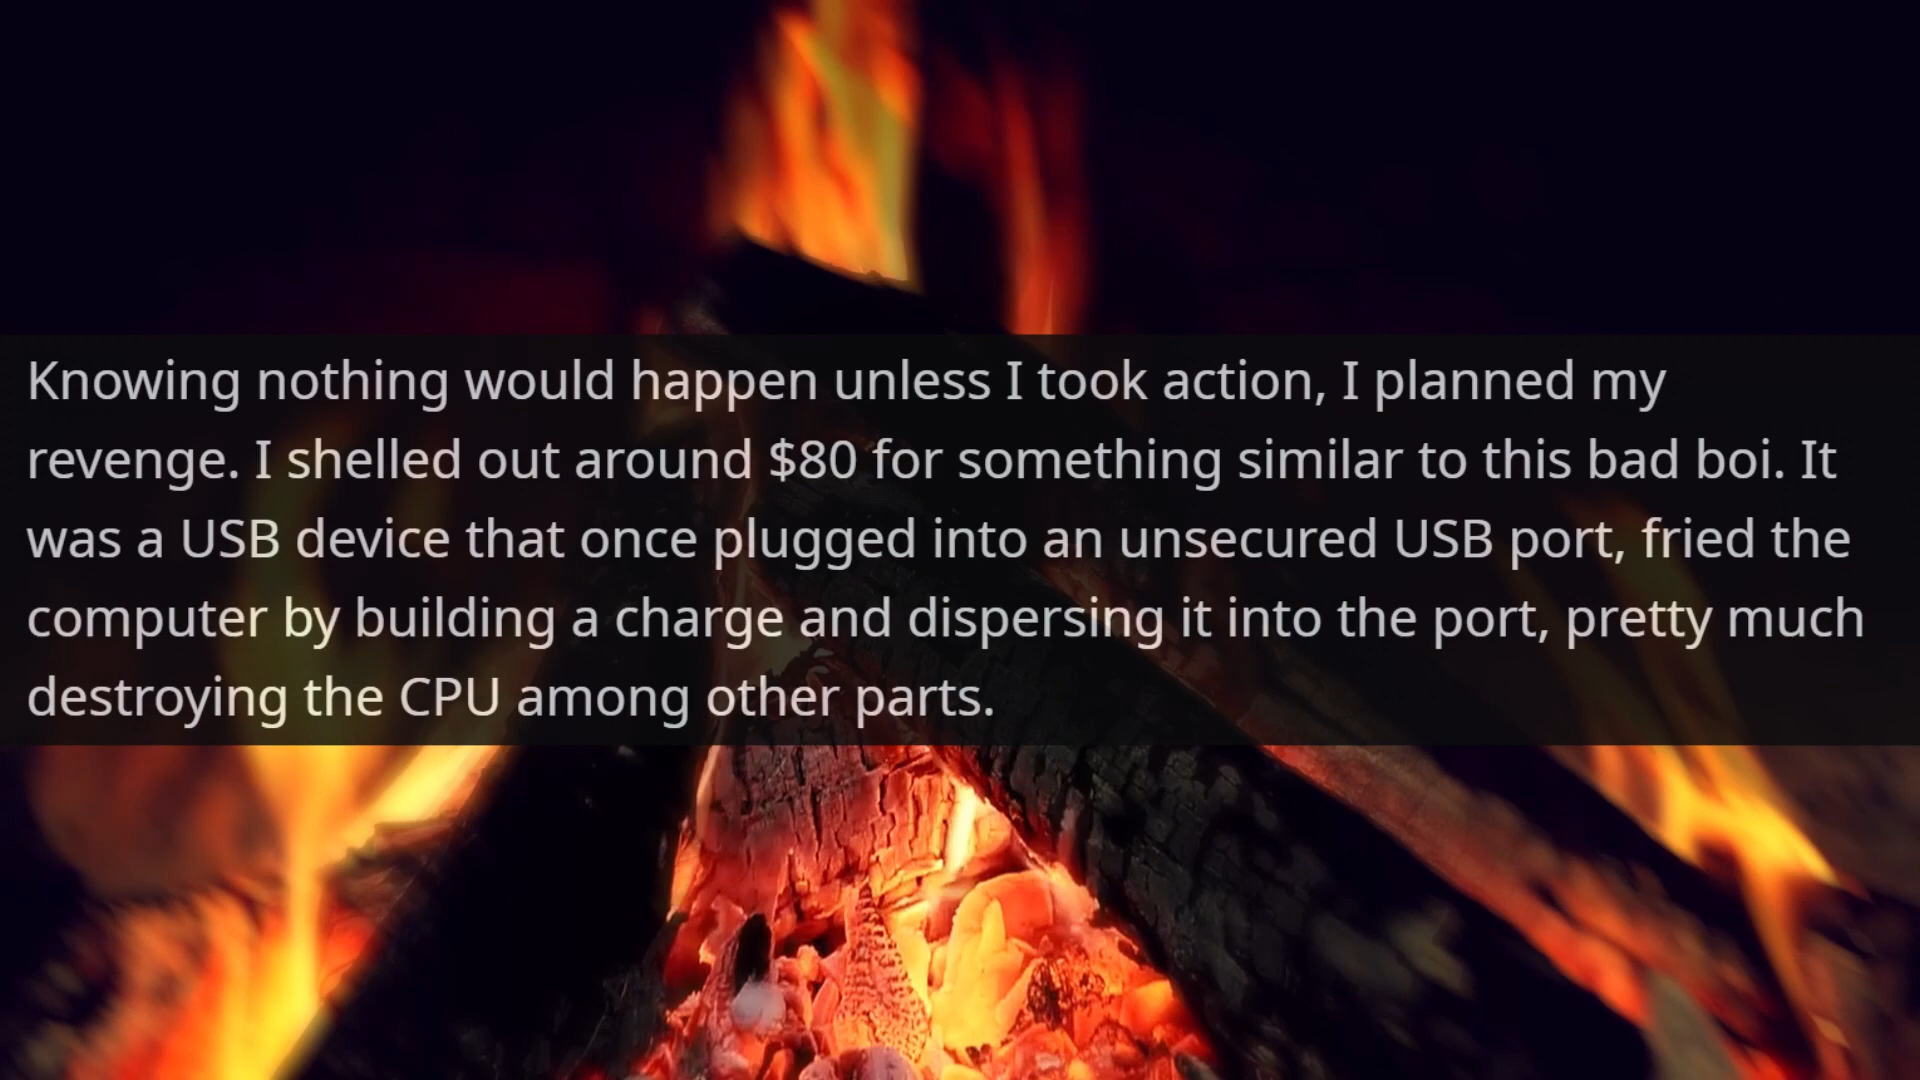 Knowing nothing would happen unless I took action, I planned my
revenge. I shelled out around $80 for something similar to this bad boi. It
was a USB device that once plugged into an unsecured USB port, fried the
computer by building a charge and dispersing it into the port, pretty much
destroying the CPU among other parts.